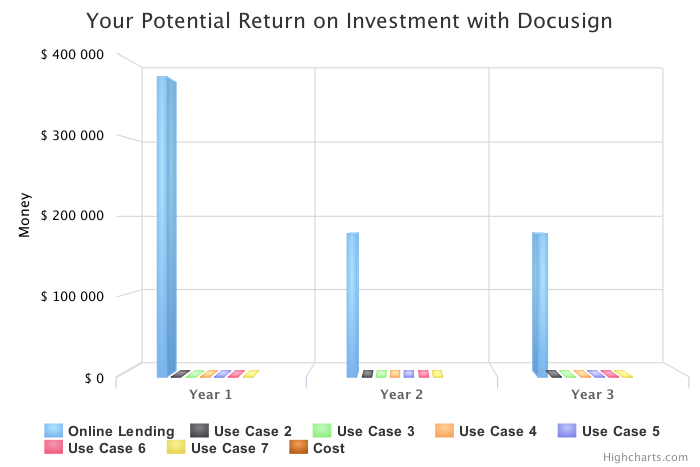 Your Potential Return on Investment with Docusign
$ 400 000
$ 300 000
$ 200 000
$ 100 000
$ 0
Money
Year 1
Year 2
Year 3
Online Lending Use Case 2 Use Case 3 Use Case 4 Use Case 5
Use Case 6 Use Case 7 Cost
Highcharts.com